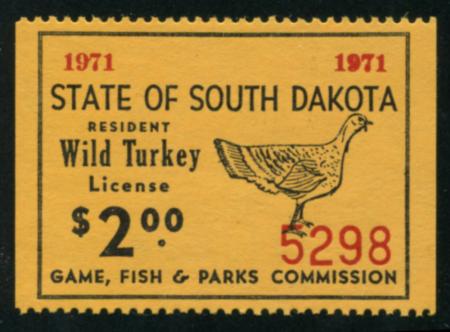 1971 1971
STATE OF SOUTH DAKOTA
RESIDENT
Wild Turkey
License
$2.00
5298
GAME, FISH & PARKS COMMISSION